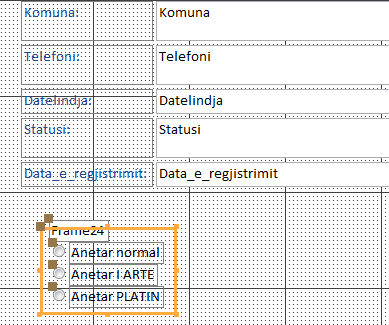 Komuna: Komuna
Telefoni: Telefoni
Datelindja: Datelindja
Statusi: Statusi
Data_e_regjistrimit: Data_e_regjistrimit
Frame24
Anetar normal
Anetar I ARTE
Anetar PLATIN